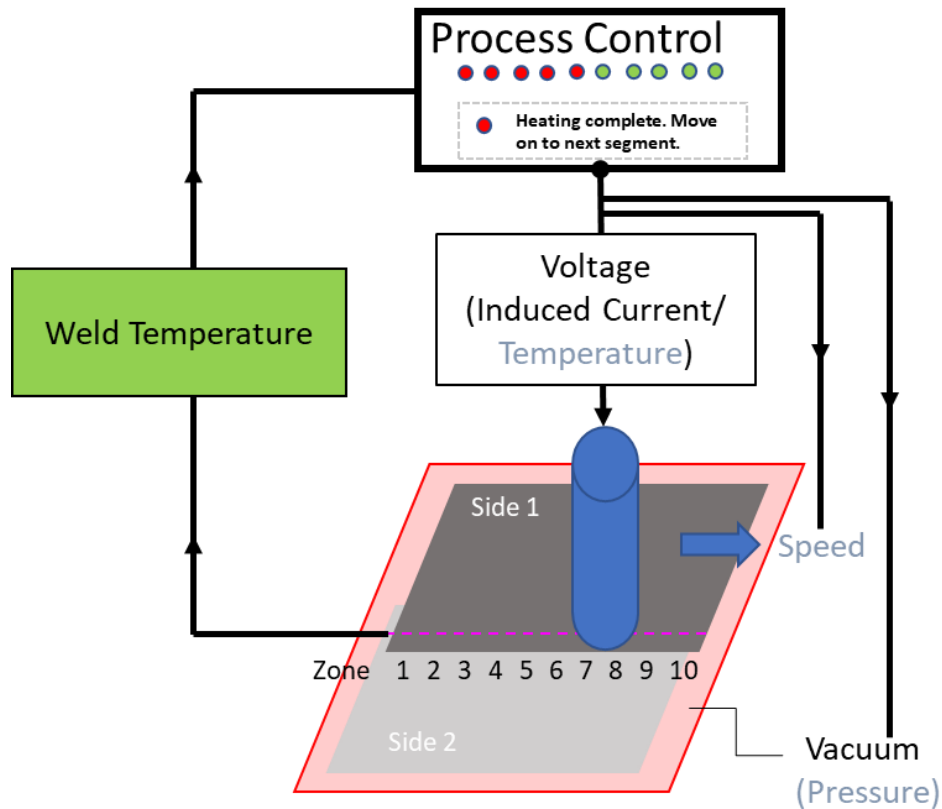 Process Control
Heating complete. Move
on to next segment.
Voltage
(Induced Current/
Temperature)
Weld Temperature
Side 1
Speed
Zone 1 2 3 4 5 6 7 8 9 10
Side 2
Vacuum
(Pressure)